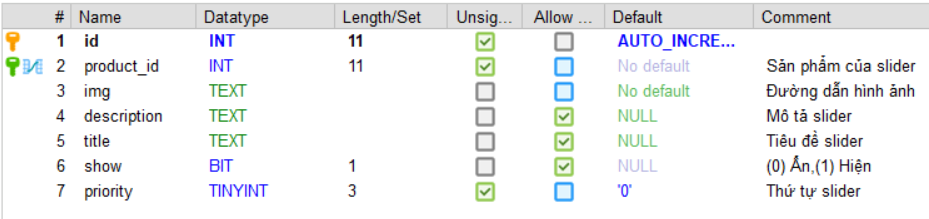 # Name Datatype Length/Set Unsig... Allow ... Default Comment
1 id INT 11 AUTO_INCRE...
2 product_id INT 11 No default Sản phẩm của slider
3 img TEXT No default Đường dẫn hình ảnh
4 description TEXT NULL Mô tả slider
5 title TEXT NULL Tiêu đề slider
6 show BIT 1 NULL (0) Ẩn,(1) Hiện
7 priority TINYINT 3 '0' Thứ tự slider